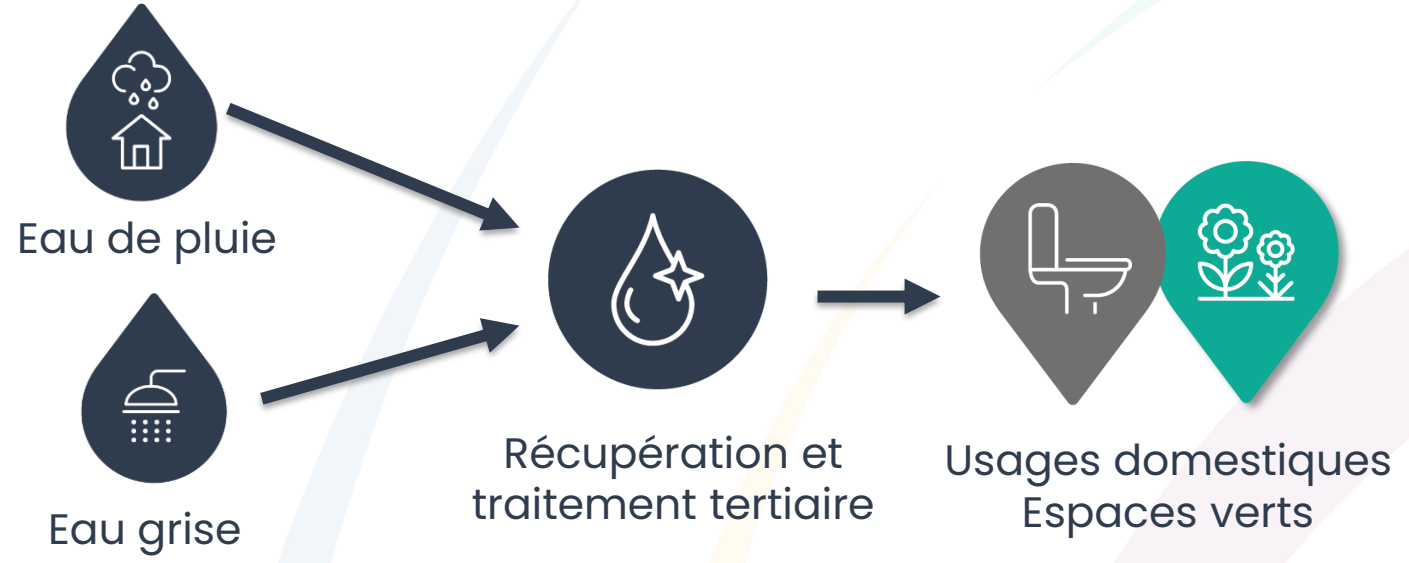 Eau de pluie
Eau grise
Récupération et
traitement tertiaire
Usages domestiques
Espaces verts